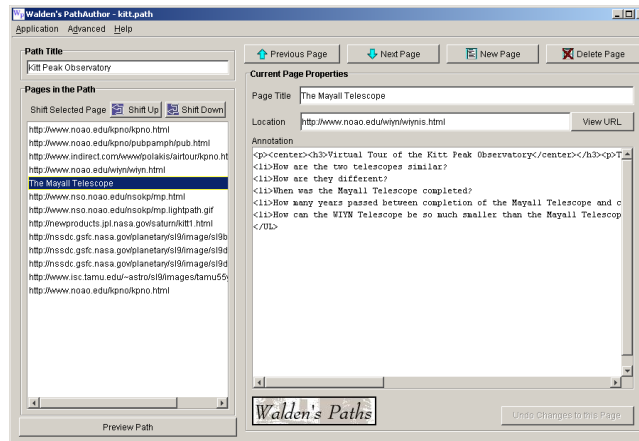 Walden's PathAuthor - kitt.path
Application Advanced Help
Path Title
Kitt Peak Observatory
Pages in the Path
Shift Selected Page Shift Up Shift Down
http://www.noao.edu/kpno/kpno.html
http://www.noao.edu/kpno/pubpamph/pub.html
http://www.indirect.com/www/polakis/airtour/kpno.ht
http://www.noao.edu/wiyn/wiyn.html
The Mayall Telescope
http://www.nso.noao.edu/nsokp/mp.html
http://www.nso.noao.edu/nsokp/mp.lightpath.gif
http://newproducts.jpl.nasa.gov/saturn/kitt1.html
http://nssdc.gsfc.nasa.gov/planetary/sl9/image/sl9b
http://nssdc.gsfc.nasa.gov/planetary/sl9/image/sl9d
http://nssdc.gsfc.nasa.gov/planetary/sl9/image/sl9d
http://www.isc.tamu.edu/~astro/sl9/images/tamu55y
http://www.noao.edu/kpno/kpno.html
Preview Path
Previous Page Next Page New Page Delete Page
Current Page Properties
Page Title The Mayall Telescope
Location http://www.noao.edu/wiyn/wiynis.html View URL
Annotation
<p><center><h3>Virtual Tour of the Kitt Peak Observatory</center></h3><p>T
<li>How are the two telescopes similar?
<li>How are they different?
<li>When was the Mayall Telescope completed?
<li>How many years passed between completion of the Mayall Telescope and c
<li>How can the WIYN Telescope be so much smaller than the Mayall Telescop
</UL>
Walden's Paths
Undo Changes to this Page